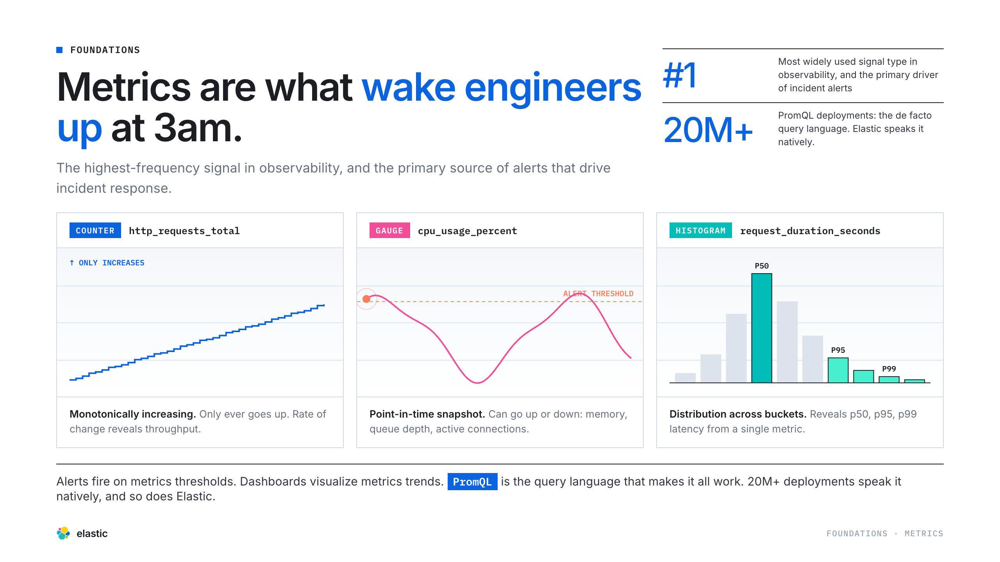 FOUNDATIONS
Metrics are what wake engineers
up at 3am.
The highest-frequency signal in observability, and the primary source of alerts that drive
incident response.
#1
Most widely used signal type in
observability, and the primary driver
of incident alerts
20M+
PromQL deployments: the de facto
query language. Elastic speaks it
natively.
COUNTER http_requests_total
↑ ONLY INCREASES
Monotonically increasing. Only ever goes up. Rate of
change reveals throughput.
GAUGE cpu_usage_percent
ALERT THRESHOLD
Point-in-time snapshot. Can go up or down: memory,
queue depth, active connections.
HISTOGRAM request_duration_seconds
P50
P95
P99
Distribution across buckets. Reveals p50, p95, p99
latency from a single metric.
Alerts fire on metrics thresholds. Dashboards visualize metrics trends. PromQL is the query language that makes it all work. 20M+ deployments speak it
natively, and so does Elastic.
elastic
FOUNDATIONS · METRICS